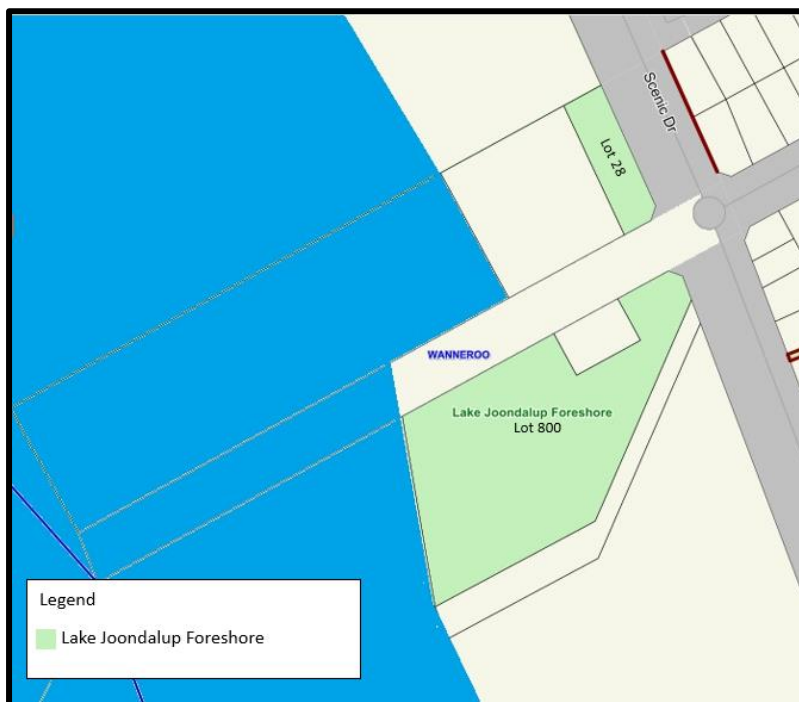 Scenic Dr
Lot 28
WANNEROO
Lake Joondalup Foreshore
Lot 800
Legend
Lake Joondalup Foreshore